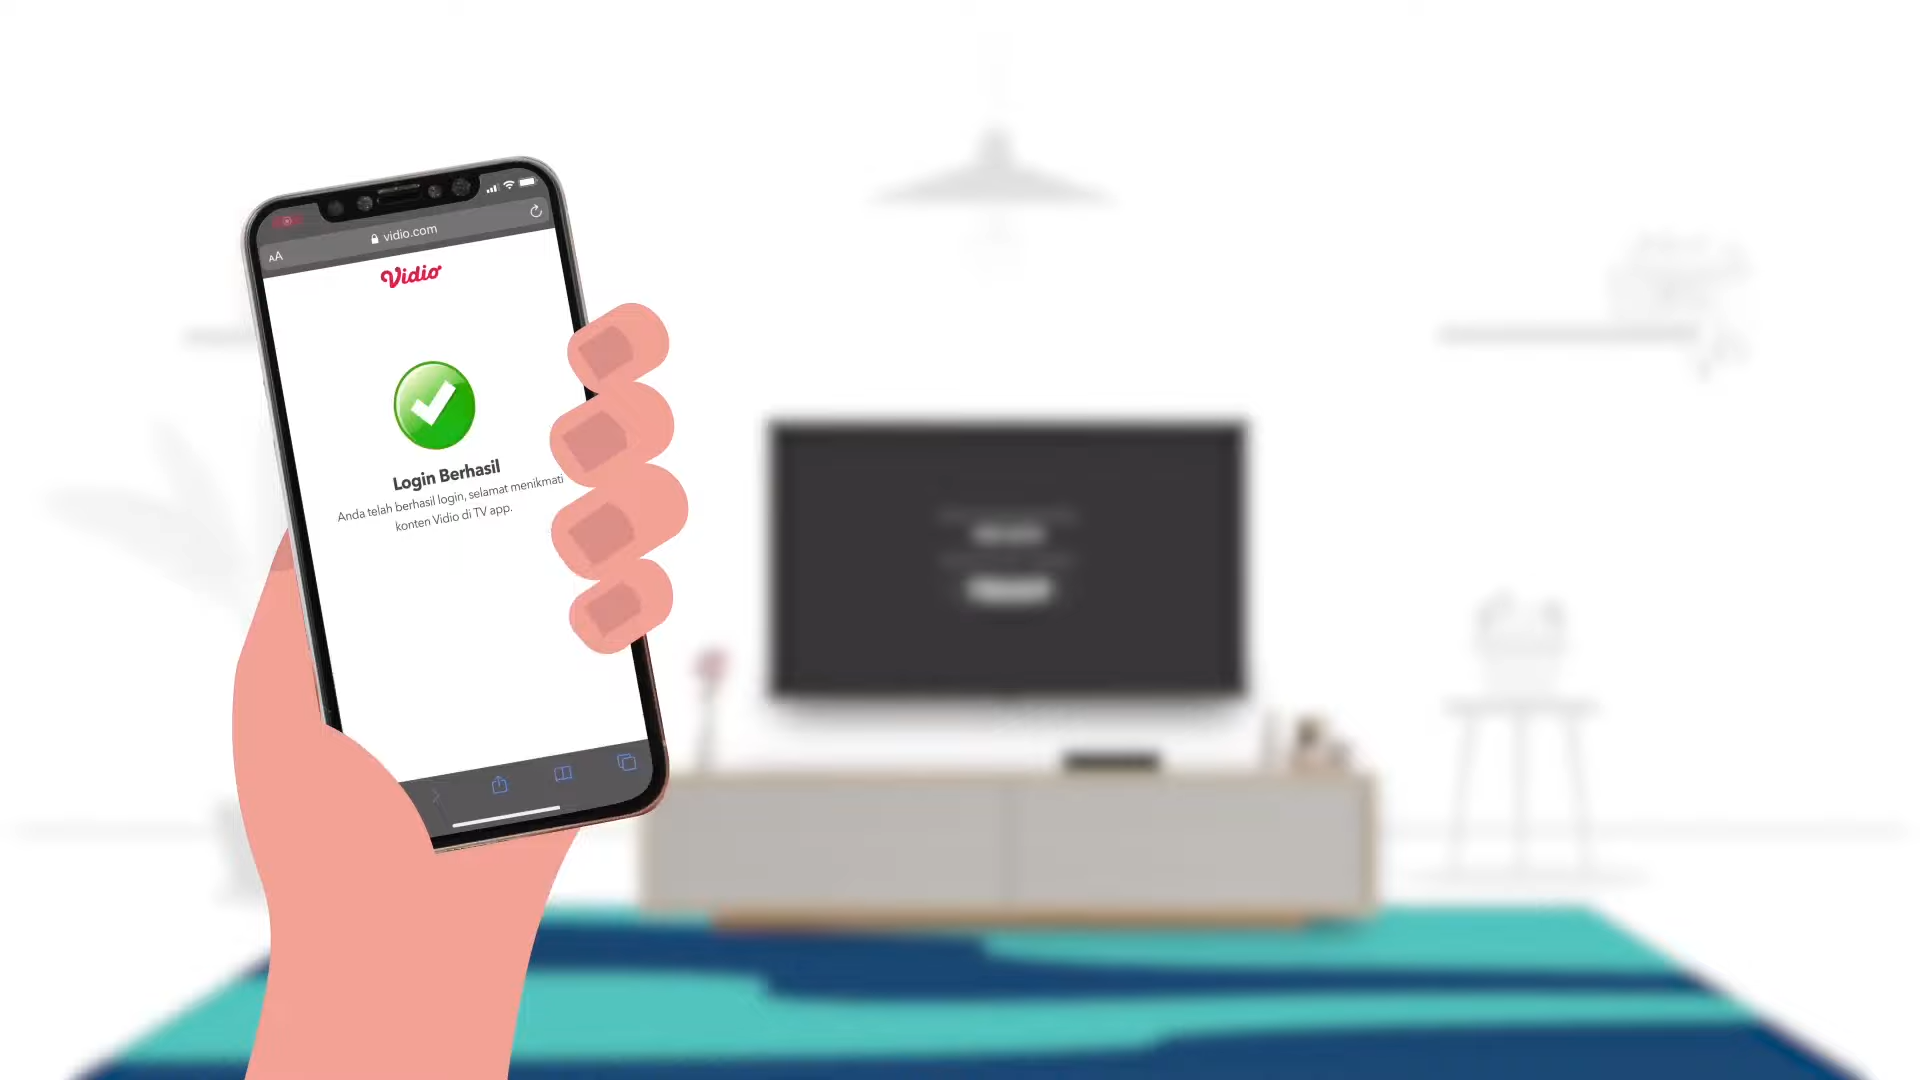 vidio.com
AA
Vidio
Login Berhasil
Anda telah berhasil login, selamat menikmati
konten Vidio di TV app.